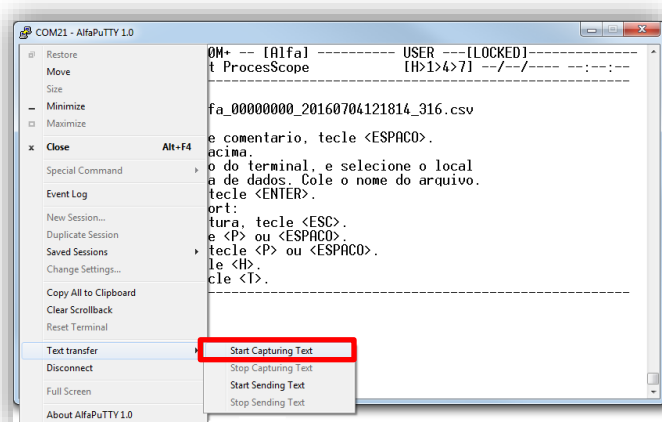 COM21 - AlfaPuTTY 1.0
0M+ -- [Alfa] ---------- USER ---[LOCKED]--------------
t ProcesScope [H>1>4>7] --/--/---- --:--:--
fa_00000000_20160704121814_316.csv
e comentario, tecle <ESPACO>.
acima.
o do terminal, e selecione o local
a de dados. Cole o nome do arquivo.
tecle <ENTER>.
ort:
tura, tecle <ESC>.
e <P> ou <ESPACO>.
tecle <P> ou <ESPACO>.
le <H>.
cle <T>.
Restore
Move
Size
Minimize
Maximize
Close Alt+F4
Special Command
Event Log
New Session...
Duplicate Session
Saved Sessions
Change Settings...
Copy All to Clipboard
Clear Scrollback
Reset Terminal
Text transfer
Disconnect
Full Screen
About AlfaPuTTY 1.0
Start Capturing Text
Stop Capturing Text
Start Sending Text
Stop Sending Text